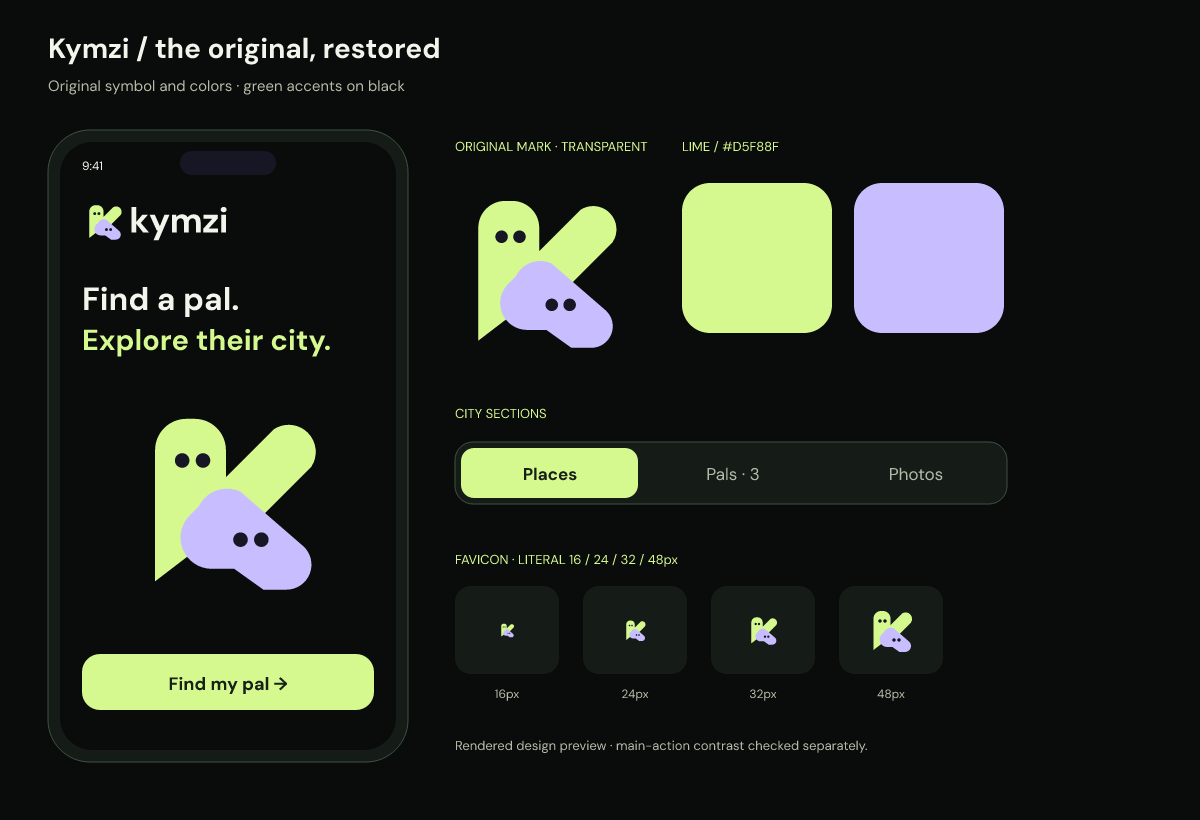 Kymzi / the original, restored
Original symbol and colors · green accents on black
9:41
kymzi
Find a pal.
Explore their city.
Find my pal →
ORIGINAL MARK · TRANSPARENT
LIME / #D5F88F
CITY SECTIONS
Places
Pals · 3
Photos
FAVICON · LITERAL 16 / 24 / 32 / 48px
16px
24px
32px
48px
Rendered design preview · main-action contrast checked separately.